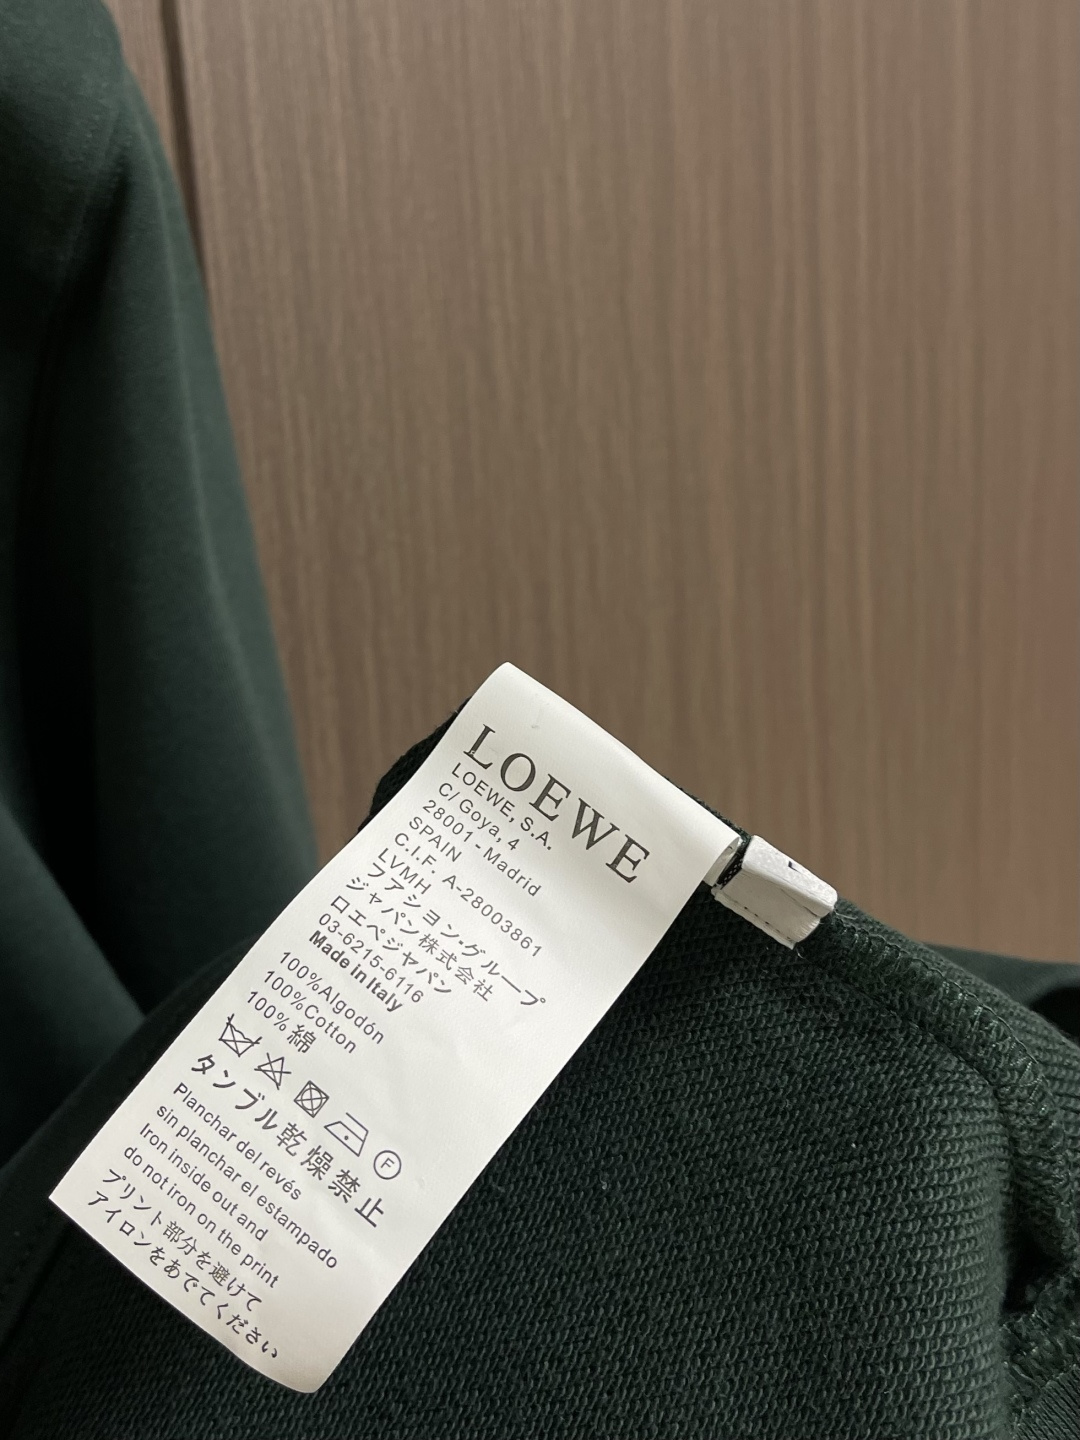 LOEWE
LOEWE, S.A.
C/Goya, 4
28001 - Madrid
SPAIN
C.I.F. A-28003861
LVMH
ファション・グループ
ジャパン株式会社
ロエベジャパン
03-6215-6116
Made in Italy
100%Algodón
100%Cotton
100%綿
F
タンブル乾燥禁止
Planchar del revés
sin planchar el estampado
Iron inside out and
do not iron on the print
プリント部分を避けて
アイロンをあでてください